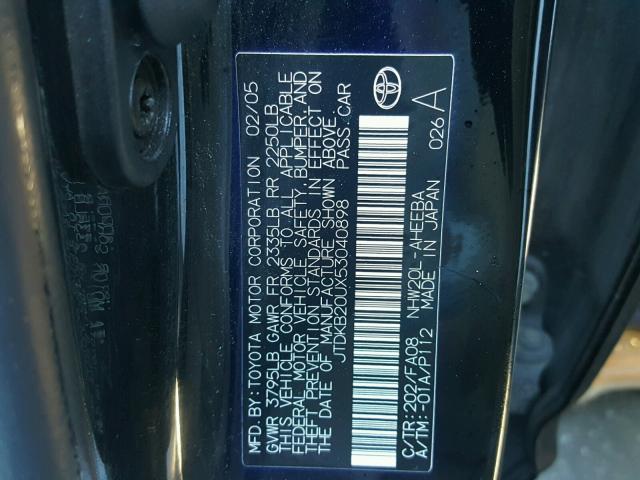 MFD. BY: TOYOTA MOTOR CORPORATION 02/05
GVWR 3795LB GAWR FR 2335LB RR 2250LB
THIS VEHICLE CONFORMS TO ALL APPLICABLE
FEDERAL MOTOR VEHICLE SAFETY, BUMPER, AND
THEFT PREVENTION STANDARDS IN EFFECT ON
THE DATE OF MANUFACTURE SHOWN ABOVE.
JTDKB20UX53040898 PASS. CAR
NHW20L-AHEEBA
C/TR:202/FA08 MADE IN JAPAN 026 A
A/TM:-01A/P112